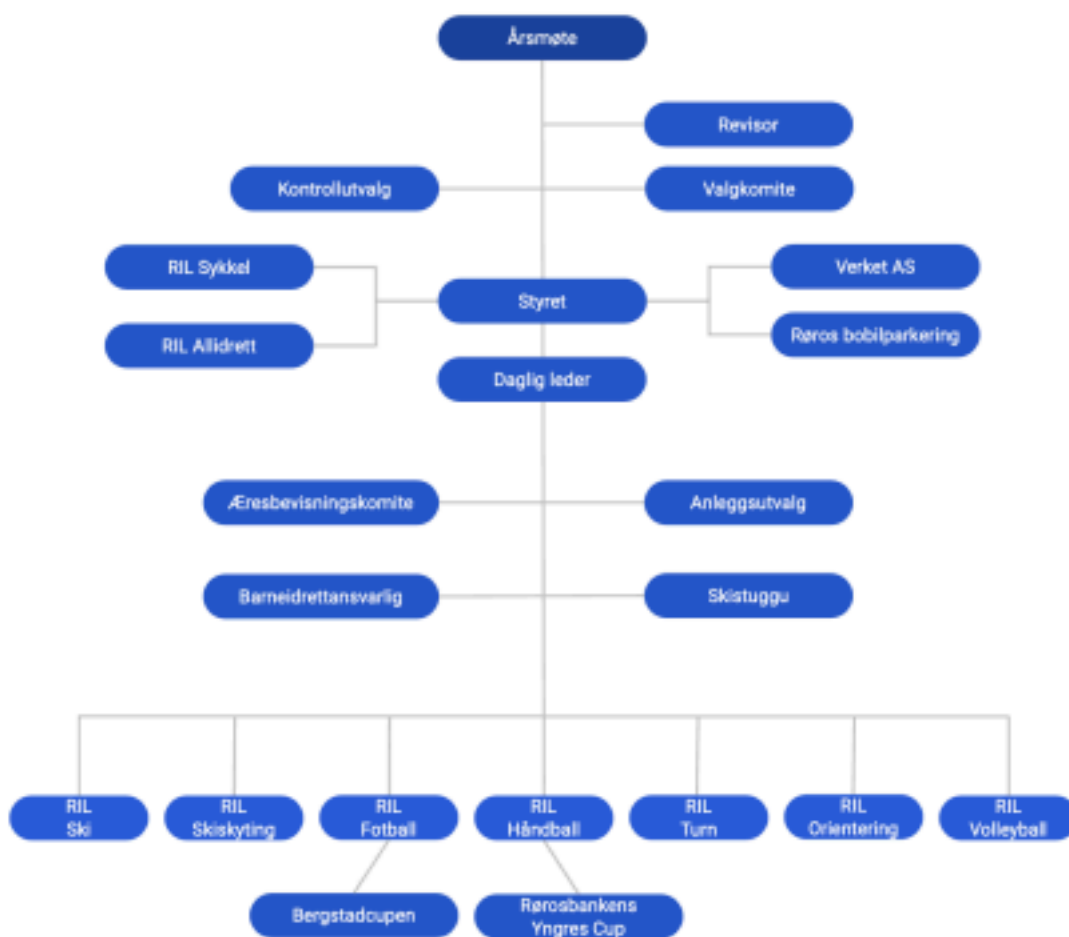 Årsmøte
Revisor
Kontrollutvalg
Valgkomite
RIL Sykkel
Verket AS
Styret
RIL Allidrett
Røros bobilparkering
Daglig leder
Æresbevisningskomite
Anleggsutvalg
Barneidrettansvarlig
Skistuggu
RIL
Ski
RIL
Skiskyting
RIL
Fotball
RIL
Håndball
RIL
Turn
RIL
Orientering
RIL
Volleyball
Bergstadcupen
Rørosbankens
Yngres Cup